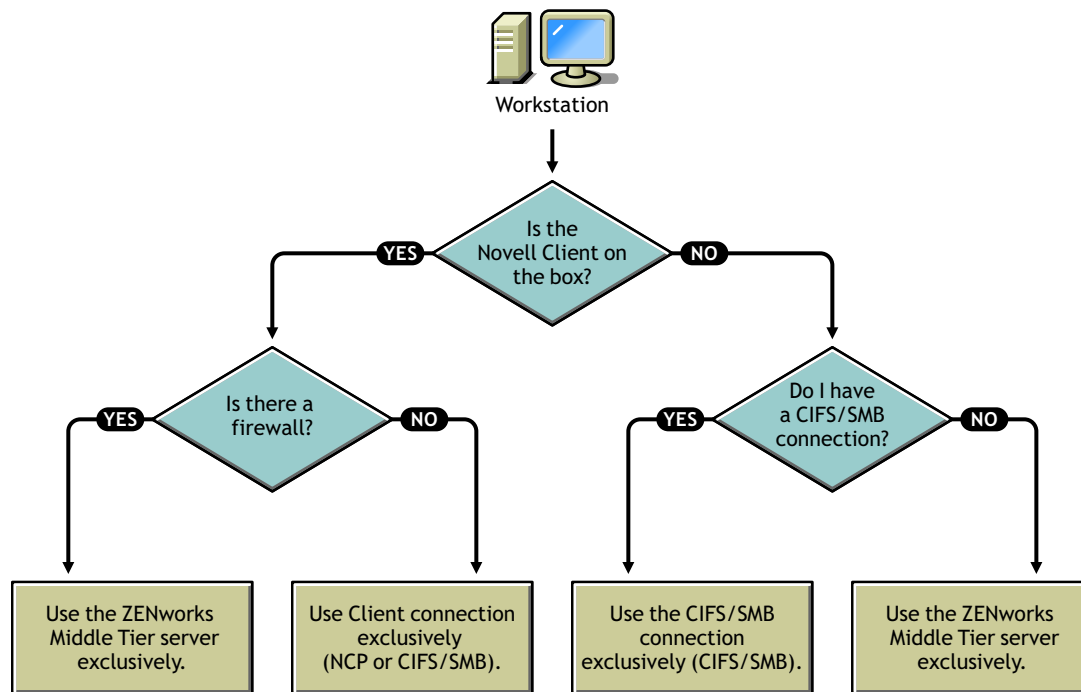 Workstation
Is the
Novell Client on
the box?
YES
NO
Is there a
firewall?
YES
NO
Do I have
a CIFS/SMB
connection?
YES
NO
Use the ZENworks
Middle Tier server
exclusively.
Use Client connection
exclusively
(NCP or CIFS/SMB).
Use the CIFS/SMB
connection
exclusively (CIFS/SMB).
Use the ZENworks
Middle Tier server
exclusively.